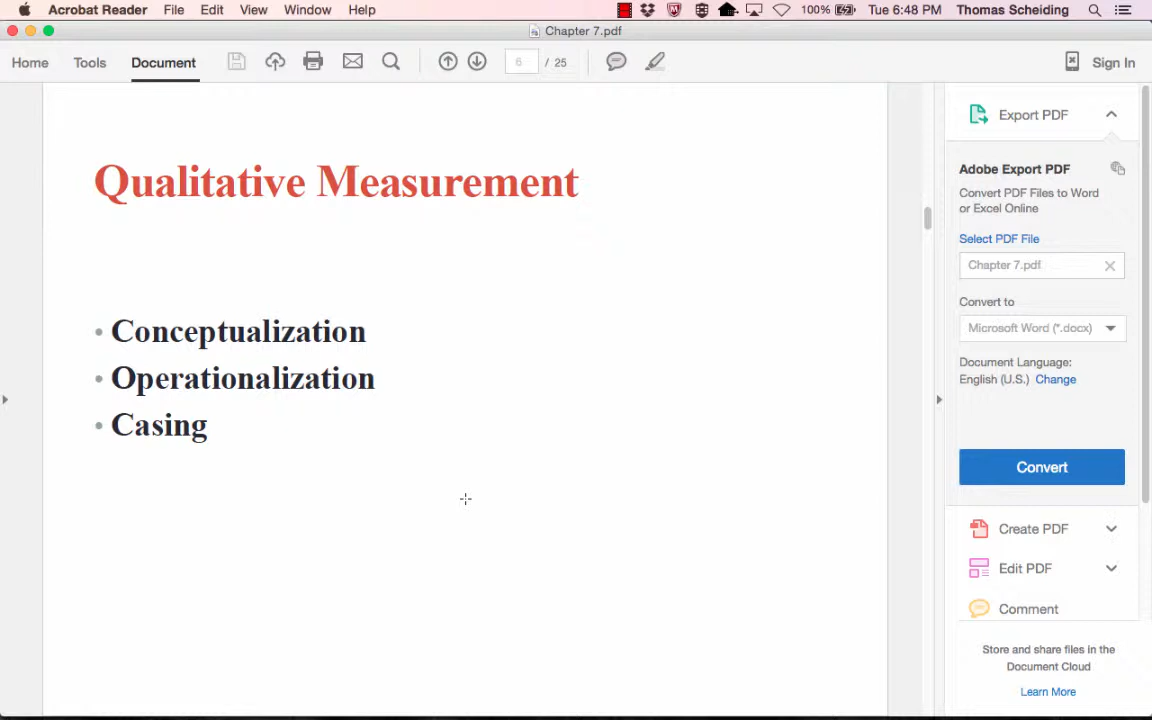 Acrobat Reader File Edit View Window Help 100% Tue 6:48 PM Thomas Scheiding
Chapter 7.pdf
Home Tools Document 6 / 25 Sign In
Export PDF
Adobe Export PDF
Convert PDF Files to Word
or Excel Online
Select PDF File
Chapter 7.pdf
Convert to
Microsoft Word (*.docx)
Document Language:
English (U.S.) Change
Convert
Create PDF
Edit PDF
Comment
Store and share files in the
Document Cloud
Learn More
Qualitative Measurement
• Conceptualization
• Operationalization
• Casing